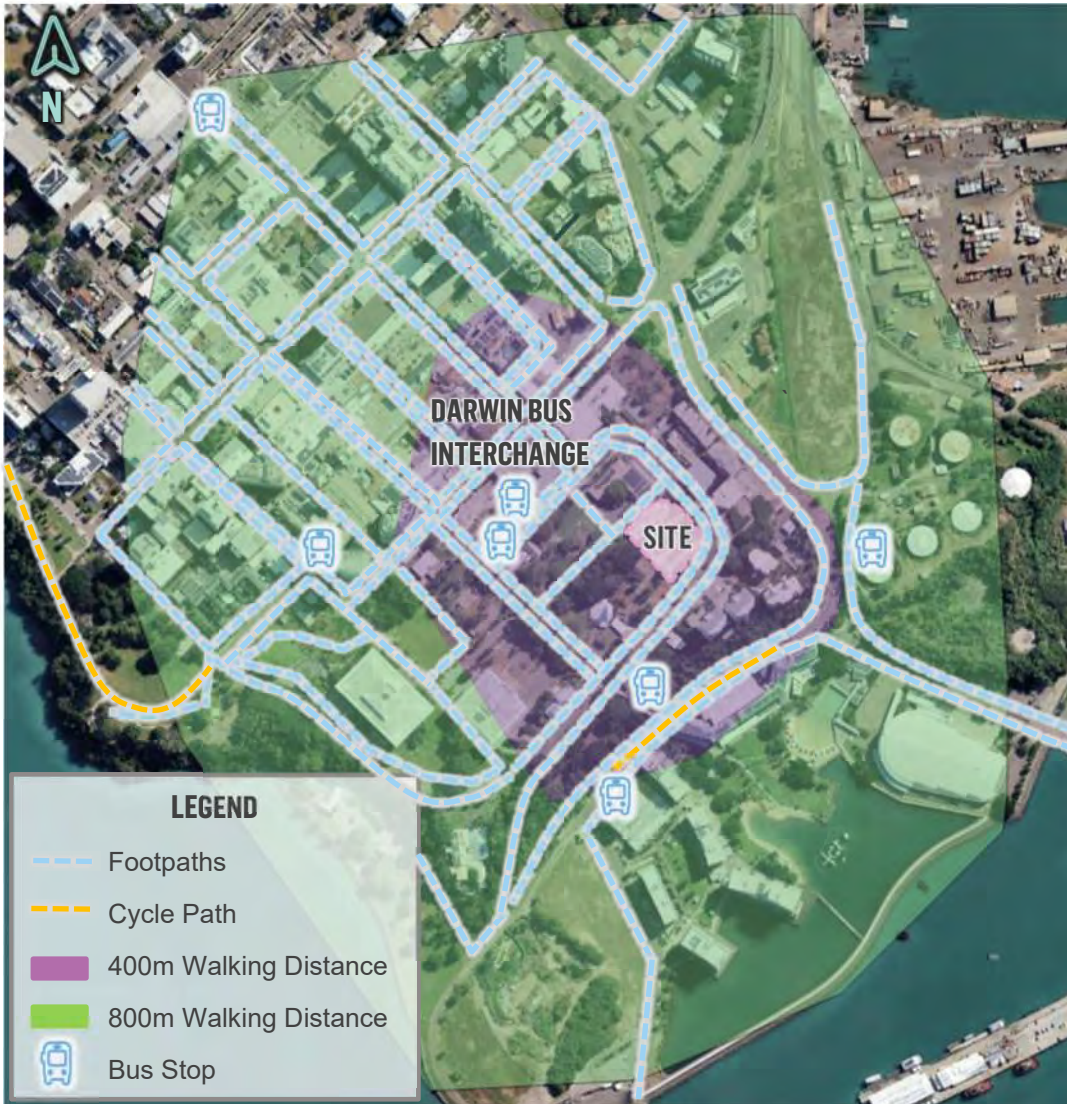 N
DARWIN BUS
INTERCHANGE
SITE
LEGEND
Footpaths
Cycle Path
400m Walking Distance
800m Walking Distance
Bus Stop